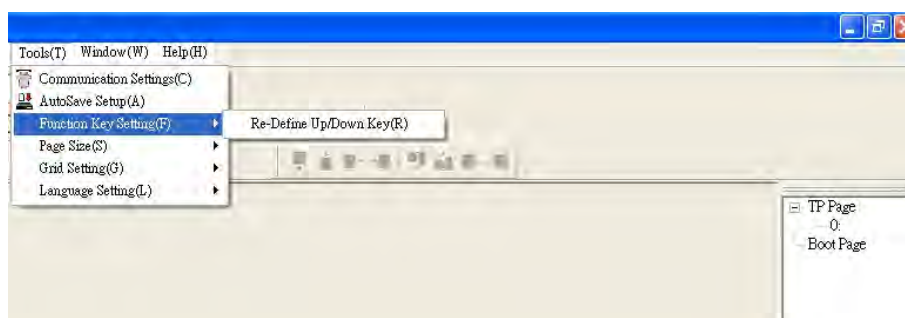 Tools(T) Window(W) Help(H)
Communication Settings(C)
AutoSave Setup(A)
Function Key Setting(F)
Re-Define Up/Down Key(R)
Page Size(S)
Grid Setting(G)
Language Setting(L)
TP Page
0:
Boot Page